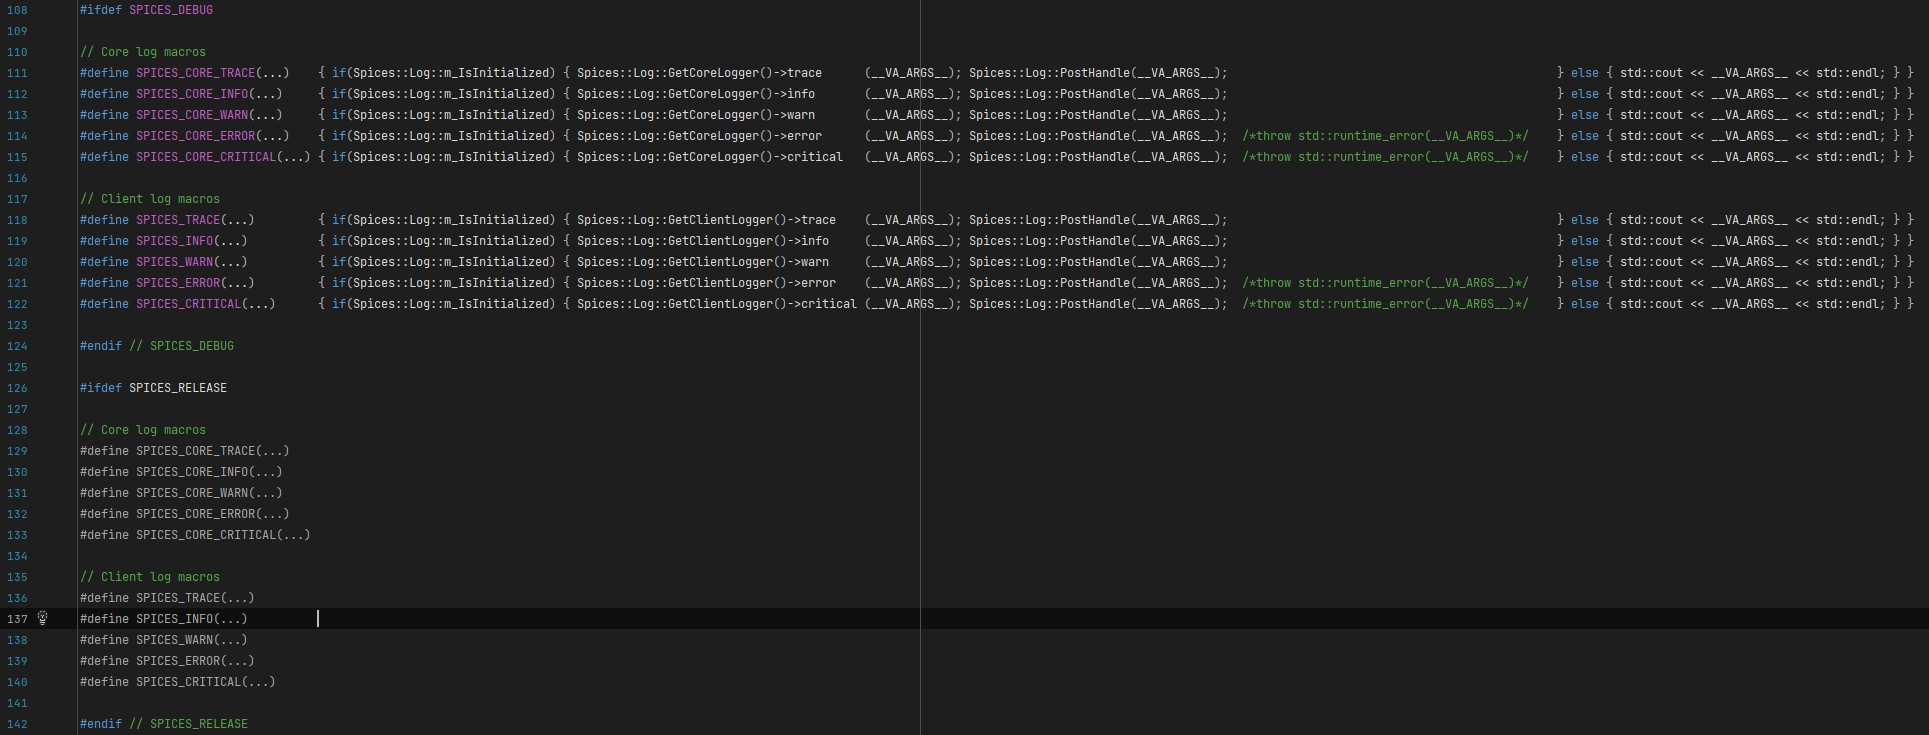 108 #ifdef SPICES_DEBUG
109
110 // Core log macros
111 #define SPICES_CORE_TRACE(...) { if(Spices::Log::m_IsInitialized) { Spices::Log::GetCoreLogger()->trace (__VA_ARGS__); Spices::Log::PostHandle(__VA_ARGS__); } else { std::cout << __VA_ARGS__ << std::endl; } }
112 #define SPICES_CORE_INFO(...) { if(Spices::Log::m_IsInitialized) { Spices::Log::GetCoreLogger()->info (__VA_ARGS__); Spices::Log::PostHandle(__VA_ARGS__); } else { std::cout << __VA_ARGS__ << std::endl; } }
113 #define SPICES_CORE_WARN(...) { if(Spices::Log::m_IsInitialized) { Spices::Log::GetCoreLogger()->warn (__VA_ARGS__); Spices::Log::PostHandle(__VA_ARGS__); } else { std::cout << __VA_ARGS__ << std::endl; } }
114 #define SPICES_CORE_ERROR(...) { if(Spices::Log::m_IsInitialized) { Spices::Log::GetCoreLogger()->error (__VA_ARGS__); Spices::Log::PostHandle(__VA_ARGS__); /*throw std::runtime_error(__VA_ARGS__)*/ } else { std::cout << __VA_ARGS__ << std::endl; } }
115 #define SPICES_CORE_CRITICAL(...) { if(Spices::Log::m_IsInitialized) { Spices::Log::GetCoreLogger()->critical (__VA_ARGS__); Spices::Log::PostHandle(__VA_ARGS__); /*throw std::runtime_error(__VA_ARGS__)*/ } else { std::cout << __VA_ARGS__ << std::endl; } }
116
117 // Client log macros
118 #define SPICES_TRACE(...) { if(Spices::Log::m_IsInitialized) { Spices::Log::GetClientLogger()->trace (__VA_ARGS__); Spices::Log::PostHandle(__VA_ARGS__); } else { std::cout << __VA_ARGS__ << std::endl; } }
119 #define SPICES_INFO(...) { if(Spices::Log::m_IsInitialized) { Spices::Log::GetClientLogger()->info (__VA_ARGS__); Spices::Log::PostHandle(__VA_ARGS__); } else { std::cout << __VA_ARGS__ << std::endl; } }
120 #define SPICES_WARN(...) { if(Spices::Log::m_IsInitialized) { Spices::Log::GetClientLogger()->warn (__VA_ARGS__); Spices::Log::PostHandle(__VA_ARGS__); } else { std::cout << __VA_ARGS__ << std::endl; } }
121 #define SPICES_ERROR(...) { if(Spices::Log::m_IsInitialized) { Spices::Log::GetClientLogger()->error (__VA_ARGS__); Spices::Log::PostHandle(__VA_ARGS__); /*throw std::runtime_error(__VA_ARGS__)*/ } else { std::cout << __VA_ARGS__ << std::endl; } }
122 #define SPICES_CRITICAL(...) { if(Spices::Log::m_IsInitialized) { Spices::Log::GetClientLogger()->critical (__VA_ARGS__); Spices::Log::PostHandle(__VA_ARGS__); /*throw std::runtime_error(__VA_ARGS__)*/ } else { std::cout << __VA_ARGS__ << std::endl; } }
123
124 #endif // SPICES_DEBUG
125
126 #ifdef SPICES_RELEASE
127
128 // Core log macros
129 #define SPICES_CORE_TRACE(...)
130 #define SPICES_CORE_INFO(...)
131 #define SPICES_CORE_WARN(...)
132 #define SPICES_CORE_ERROR(...)
133 #define SPICES_CORE_CRITICAL(...)
134
135 // Client log macros
136 #define SPICES_TRACE(...)
137 #define SPICES_INFO(...)
138 #define SPICES_WARN(...)
139 #define SPICES_ERROR(...)
140 #define SPICES_CRITICAL(...)
141
142 #endif // SPICES_RELEASE